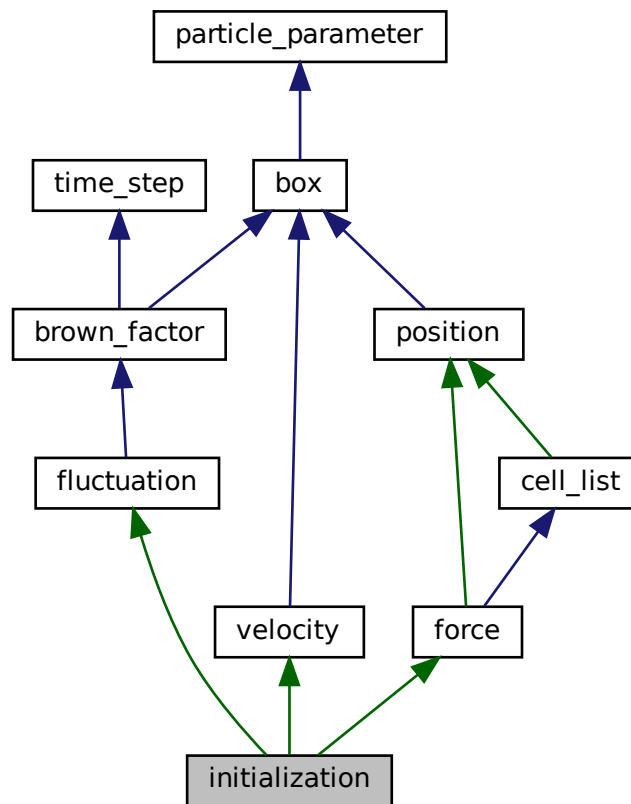 particle_parameter
time_step
box
brown_factor
position
fluctuation
cell_list
velocity
force
initialization